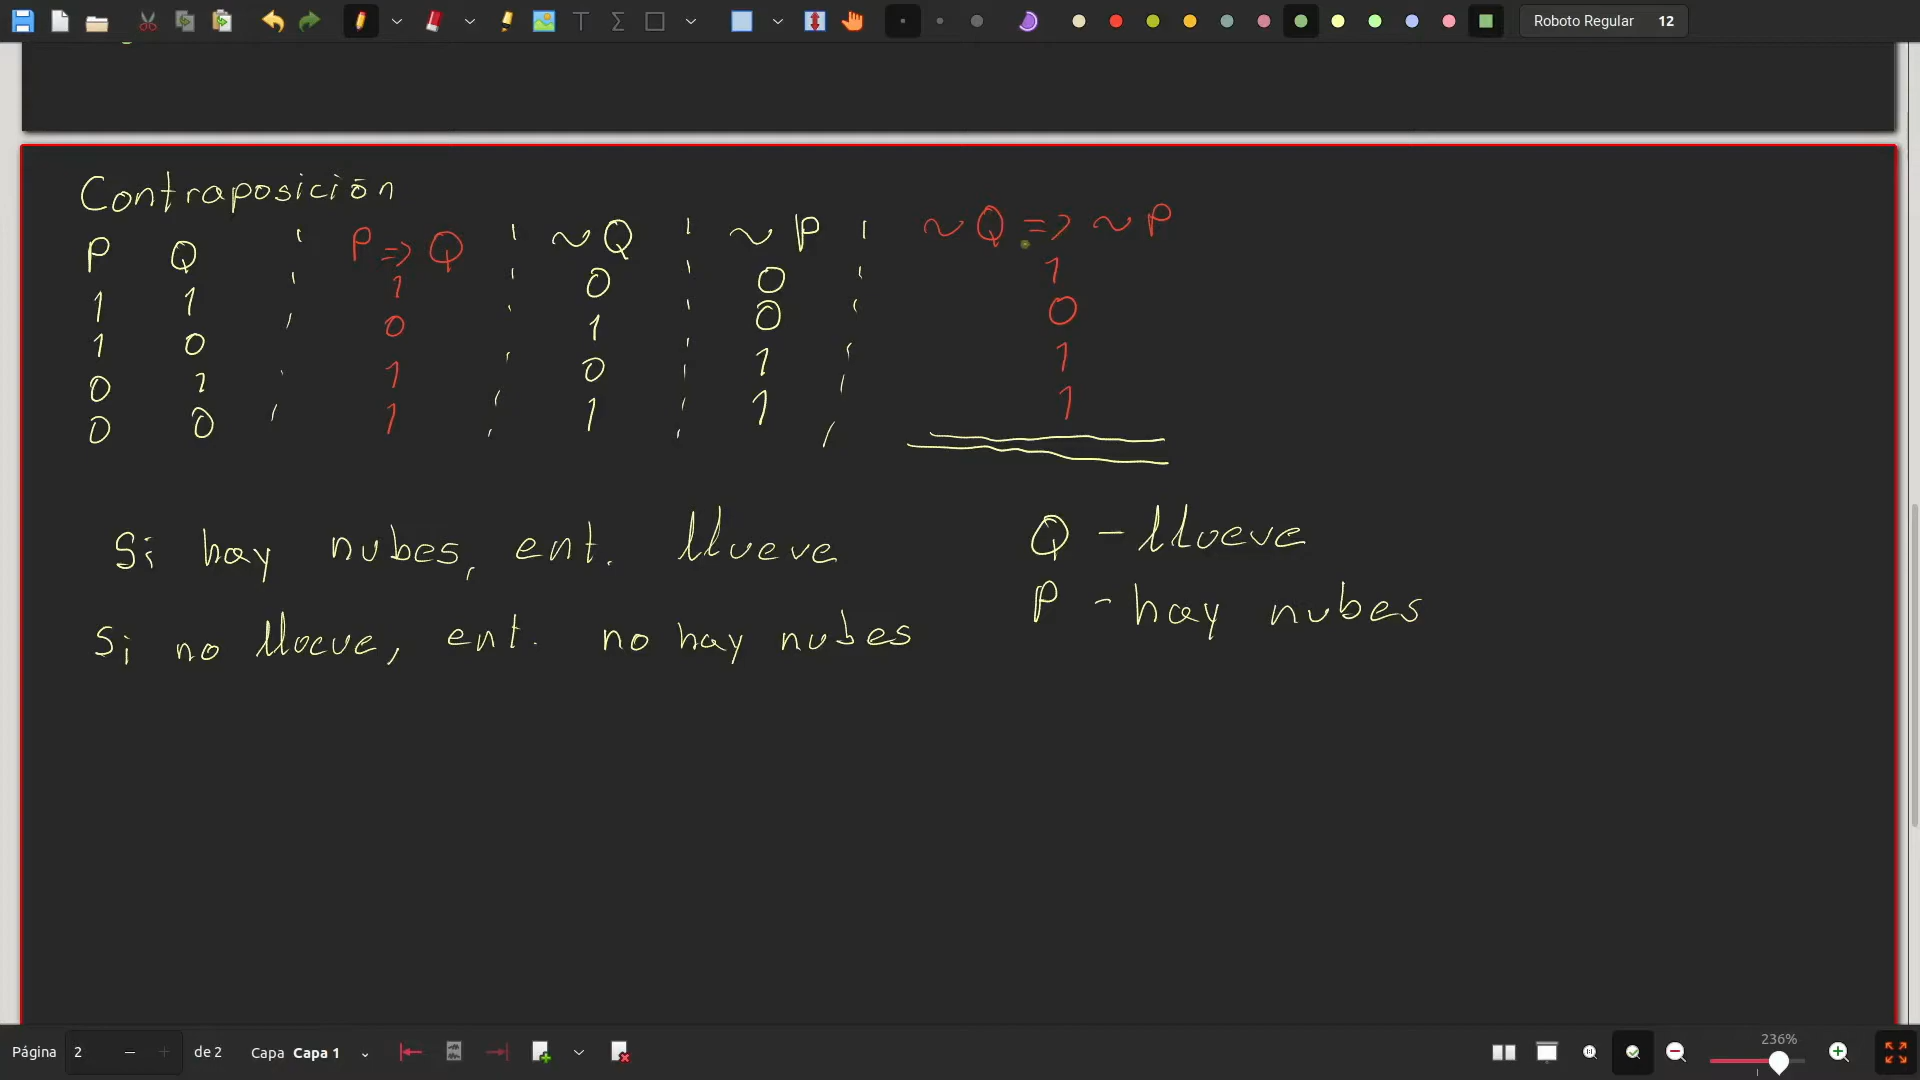 Roboto Regular 12
Contraposición
P Q P => Q ~ Q ~ P ~ Q => ~ P
1 1 1 0 0 1
1 0 0 1 0 0
0 1 1 0 1 1
0 0 1 1 1 1
Si hay nubes, ent. llueve
Q - llueve
P - hay nubes
Si no llueve, ent. no hay nubes
Página 2 de 2 Capa Capa 1 236%